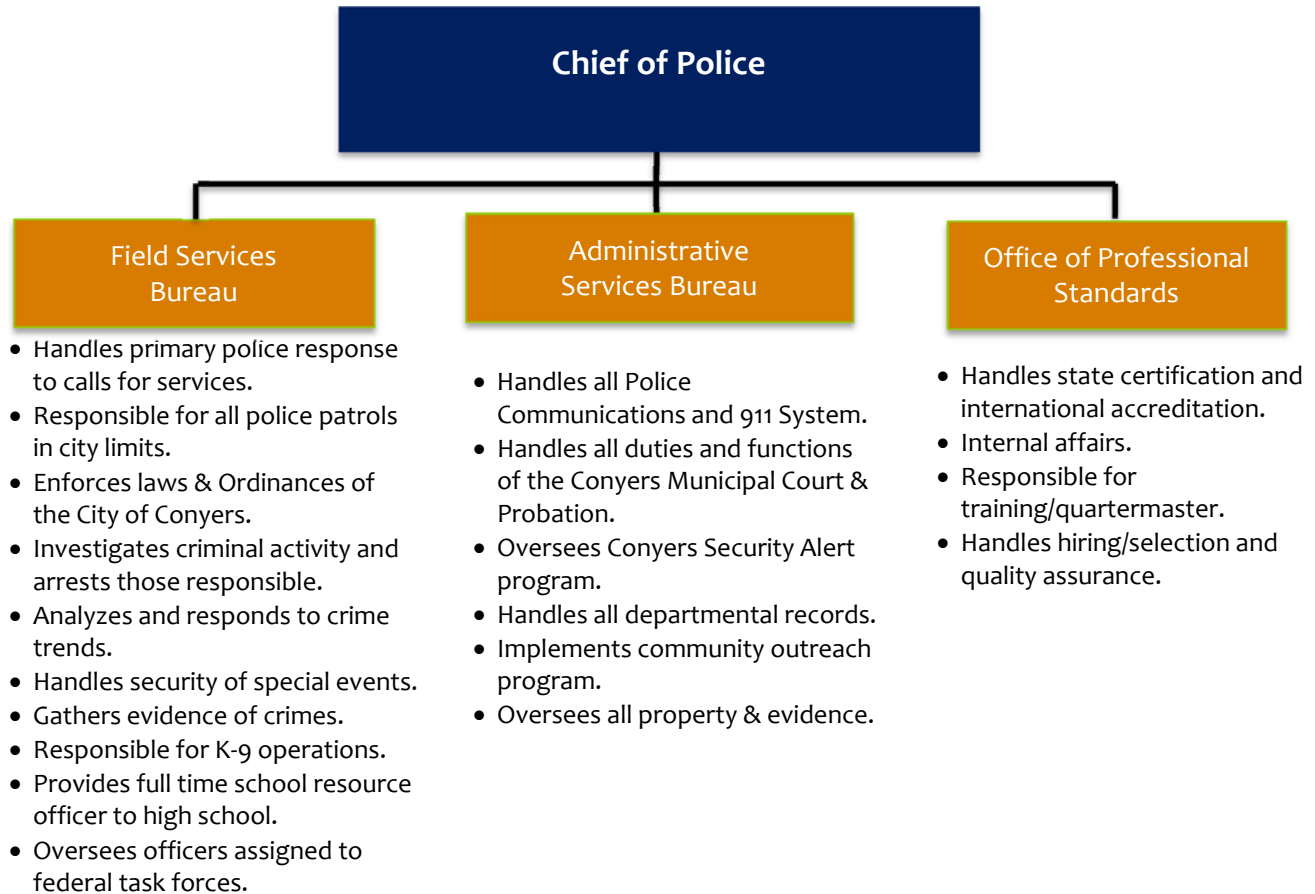 Chief of Police
Field Services
Bureau
• Handles primary police response
to calls for services.
• Responsible for all police patrols
in city limits.
• Enforces laws & Ordinances of
the City of Conyers.
• Investigates criminal activity and
arrests those responsible.
• Analyzes and responds to crime
trends.
• Handles security of special events.
• Gathers evidence of crimes.
• Responsible for K-9 operations.
• Provides full time school resource
officer to high school.
• Oversees officers assigned to
federal task forces.
Administrative
Services Bureau
• Handles all Police
Communications and 911 System.
• Handles all duties and functions
of the Conyers Municipal Court &
Probation.
• Oversees Conyers Security Alert
program.
• Handles all departmental records.
• Implements community outreach
program.
• Oversees all property & evidence.
Office of Professional
Standards
• Handles state certification and
international accreditation.
• Internal affairs.
• Responsible for
training/quartermaster.
• Handles hiring/selection and
quality assurance.